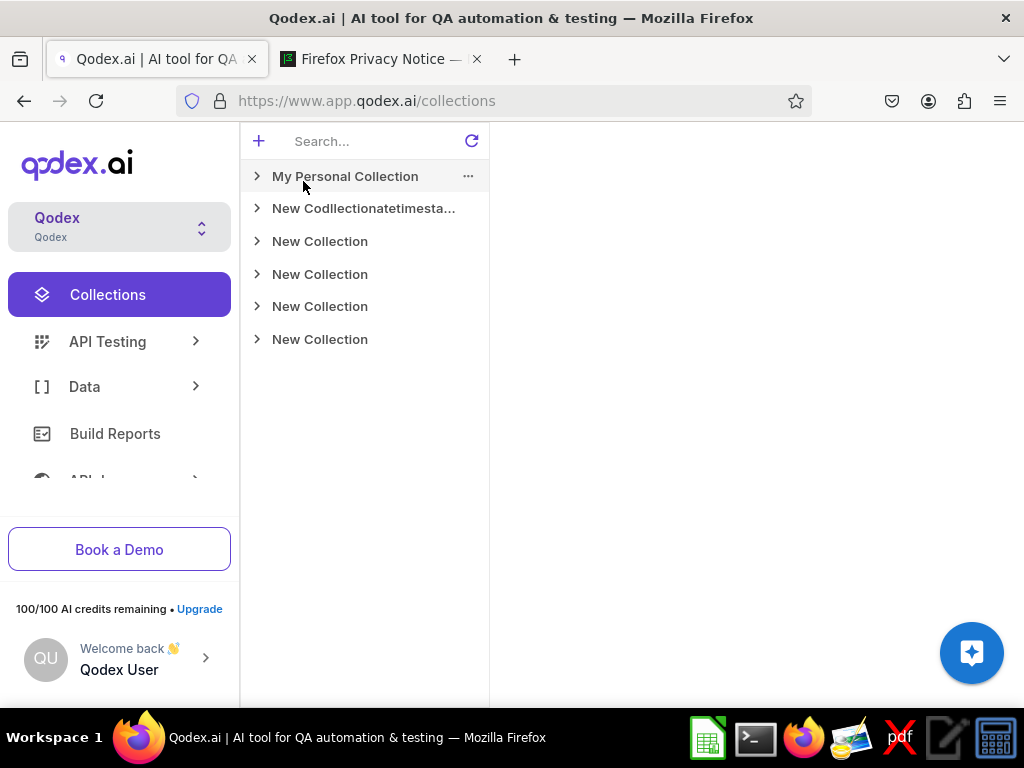 Qodex.ai | AI tool for QA automation & testing — Mozilla Firefox
Qodex.ai | AI tool for QA
Firefox Privacy Notice —
https://www.app.qodex.ai/collections
qodex.ai
Search...
Qodex
Qodex
My Personal Collection
New Codllectionatetimesta...
New Collection
New Collection
New Collection
New Collection
Collections
API Testing
Data
Build Reports
Book a Demo
100/100 AI credits remaining • Upgrade
QU
Welcome back 👋
Qodex User
Workspace 1
Qodex.ai | AI tool for QA automation & testing — Mozilla Firefox
pdf